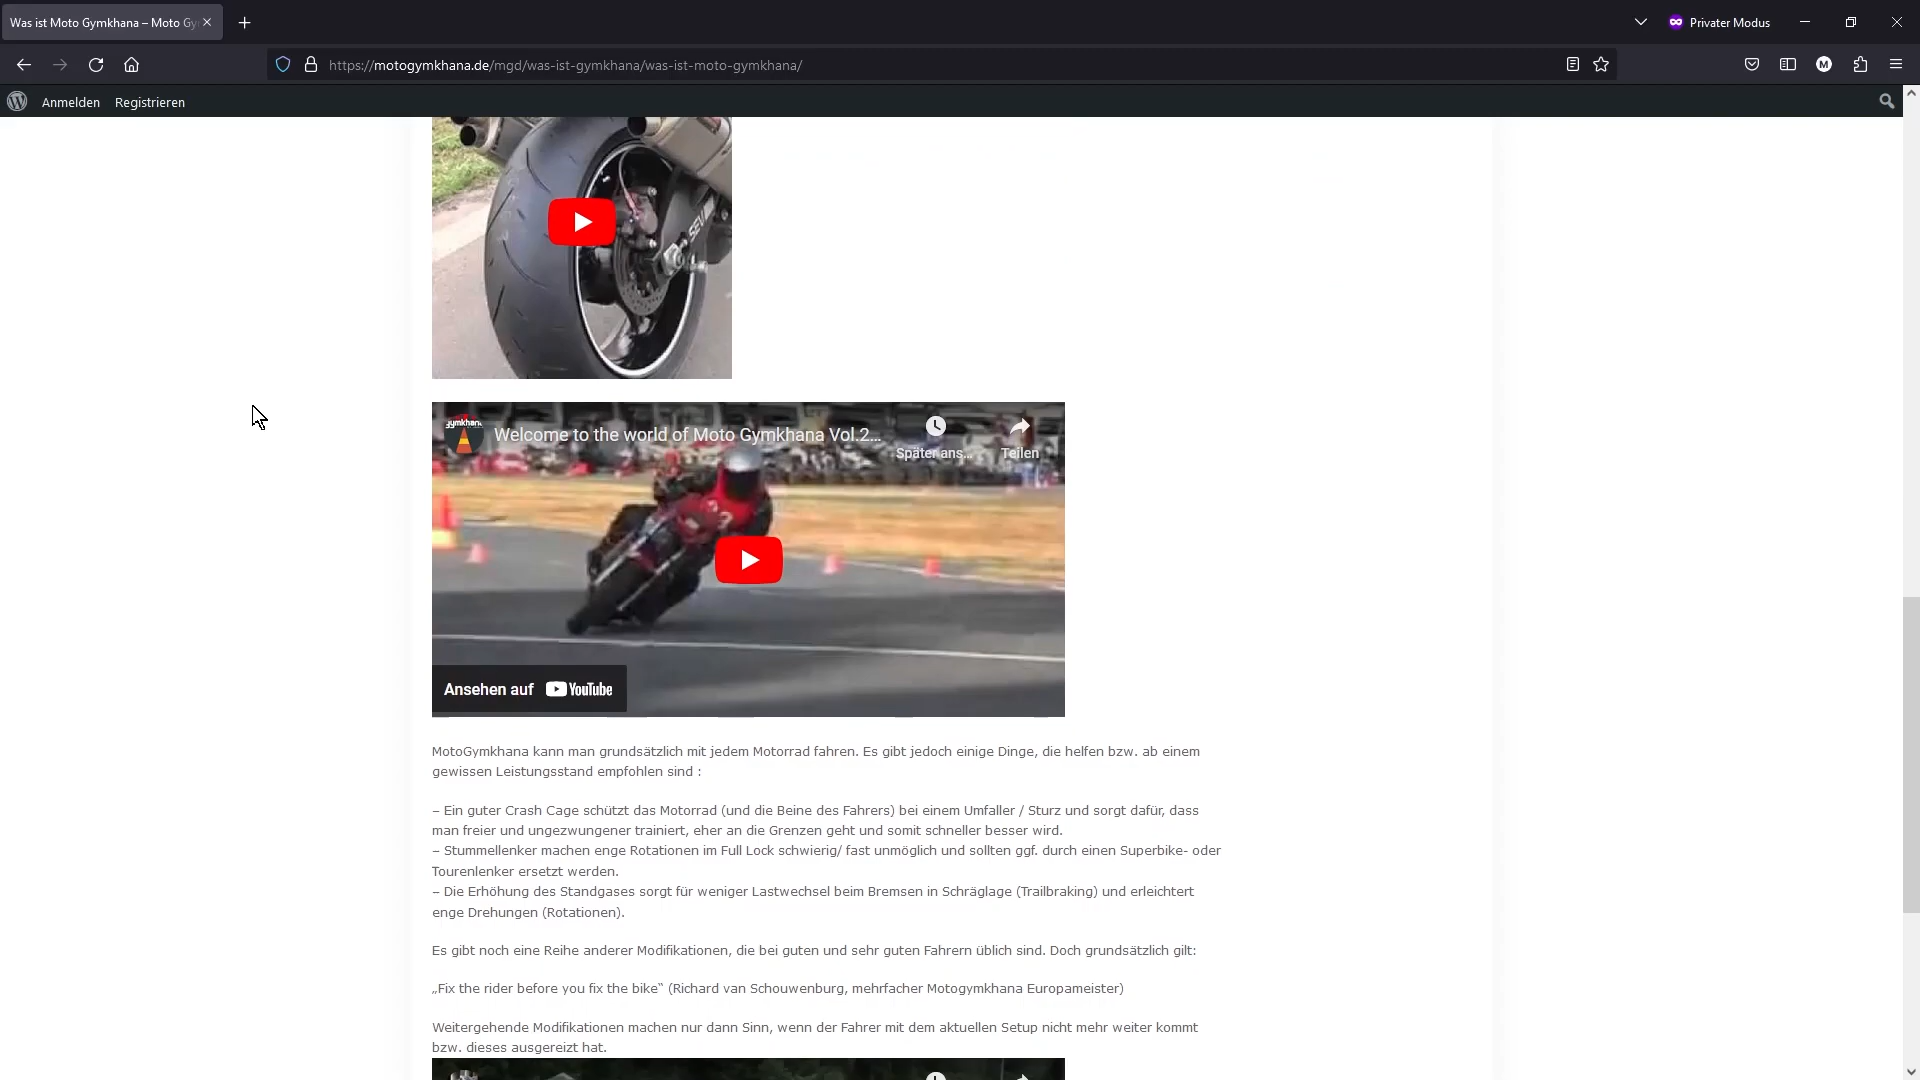 Was ist Moto Gymkhana – Moto Gy
Privater Modus
https://motogymkhana.de/mgd/was-ist-gymkhana/was-ist-moto-gymkhana/
M
Anmelden Registrieren
SEV
gymkhana
Welcome to the world of Moto Gymkhana Vol.2...
Später ans...
Teilen
Ansehen auf YouTube
MotoGymkhana kann man grundsätzlich mit jedem Motorrad fahren. Es gibt jedoch einige Dinge, die helfen bzw. ab einem
gewissen Leistungsstand empfohlen sind :
– Ein guter Crash Cage schützt das Motorrad (und die Beine des Fahrers) bei einem Umfaller / Sturz und sorgt dafür, dass
man freier und ungezwungener trainiert, eher an die Grenzen geht und somit schneller besser wird.
– Stummellenker machen enge Rotationen im Full Lock schwierig/ fast unmöglich und sollten ggf. durch einen Superbike- oder
Tourenlenker ersetzt werden.
– Die Erhöhung des Standgases sorgt für weniger Lastwechsel beim Bremsen in Schräglage (Trailbraking) und erleichtert
enge Drehungen (Rotationen).
Es gibt noch eine Reihe anderer Modifikationen, die bei guten und sehr guten Fahrern üblich sind. Doch grundsätzlich gilt:
„Fix the rider before you fix the bike“ (Richard van Schouwenburg, mehrfacher Motogymkhana Europameister)
Weitergehende Modifikationen machen nur dann Sinn, wenn der Fahrer mit dem aktuellen Setup nicht mehr weiter kommt
bzw. dieses ausgereizt hat.